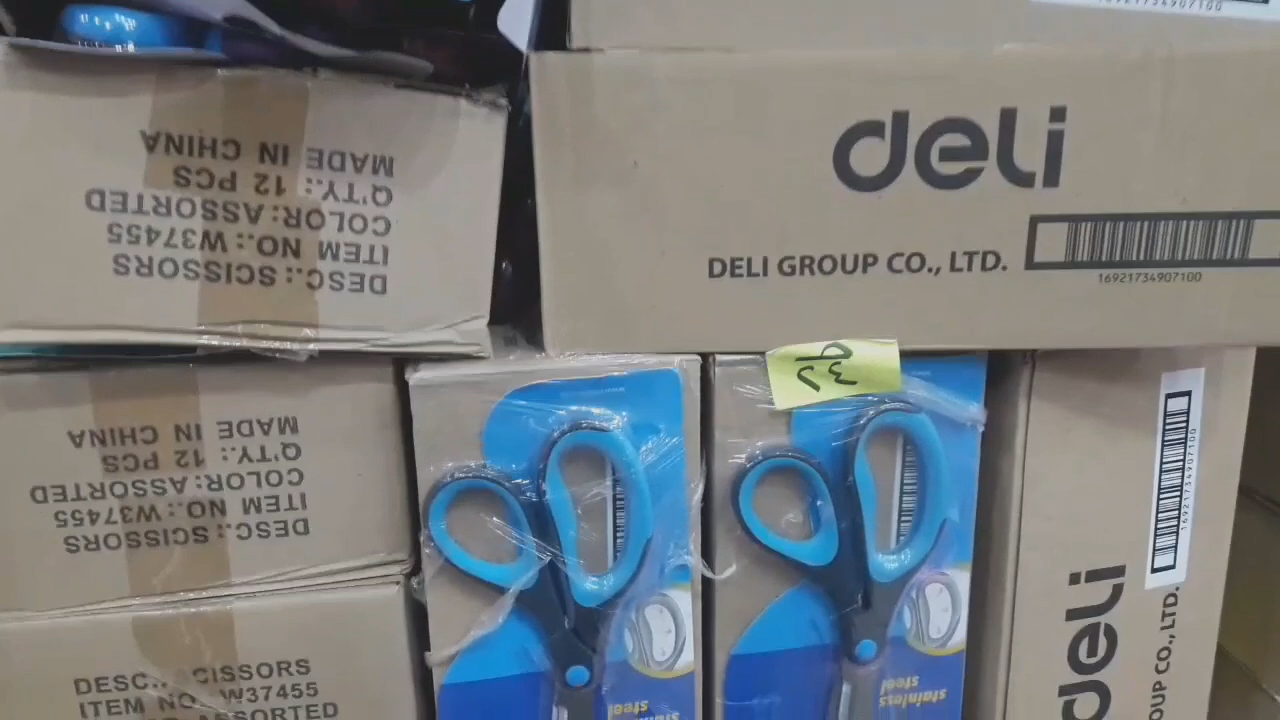 MADE IN CHINA
Q'TY.: 12 PCS
COLOR: ASSORTED
ITEM NO.: W37455
DESC.: SCISSORS
deli
DELI GROUP CO., LTD.
16921734907100
MADE IN CHINA
Q'TY.: 12 PCS
COLOR: ASSORTED
ITEM NO.: W37455
DESC.: SCISSORS
DESC.: SCISSORS
ITEM NO.: W37455
ASSORTED
stainless
steel
stainless
steel
16921734907100
deli
OUP CO., LTD.